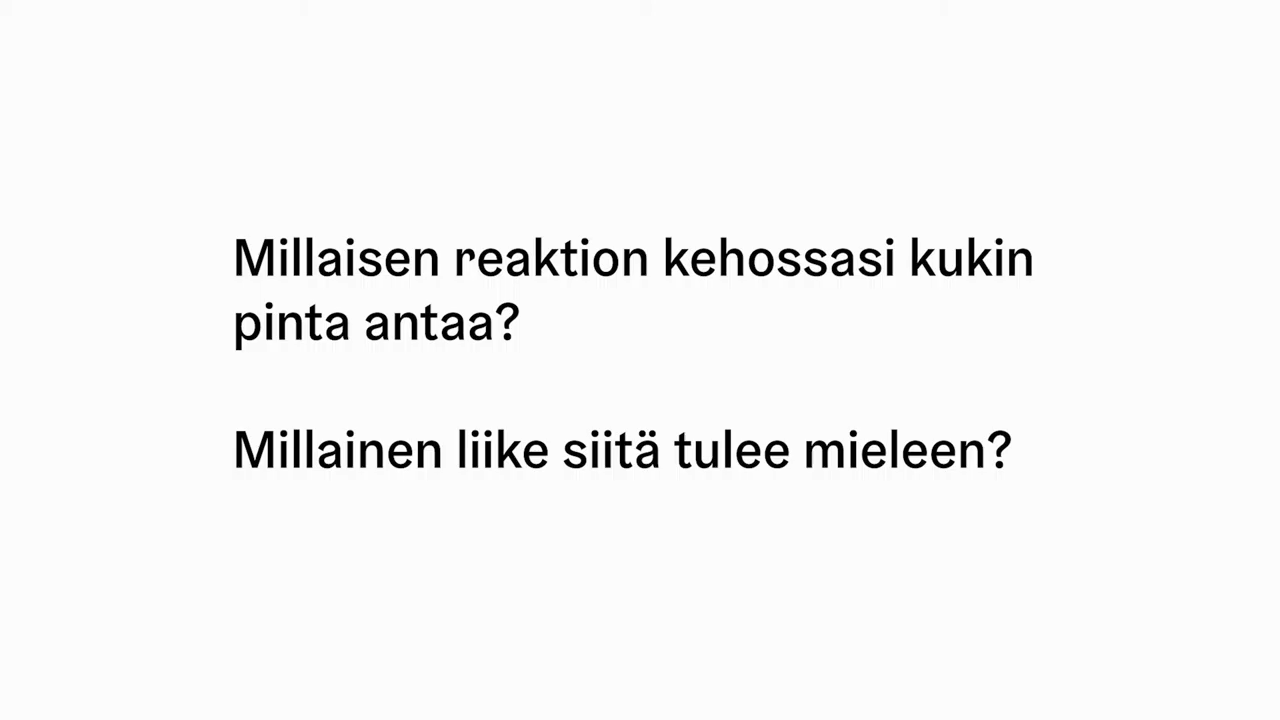 Millaisen reaktion kehossasi kukin
pinta antaa?
Millainen liike siitä tulee mieleen?